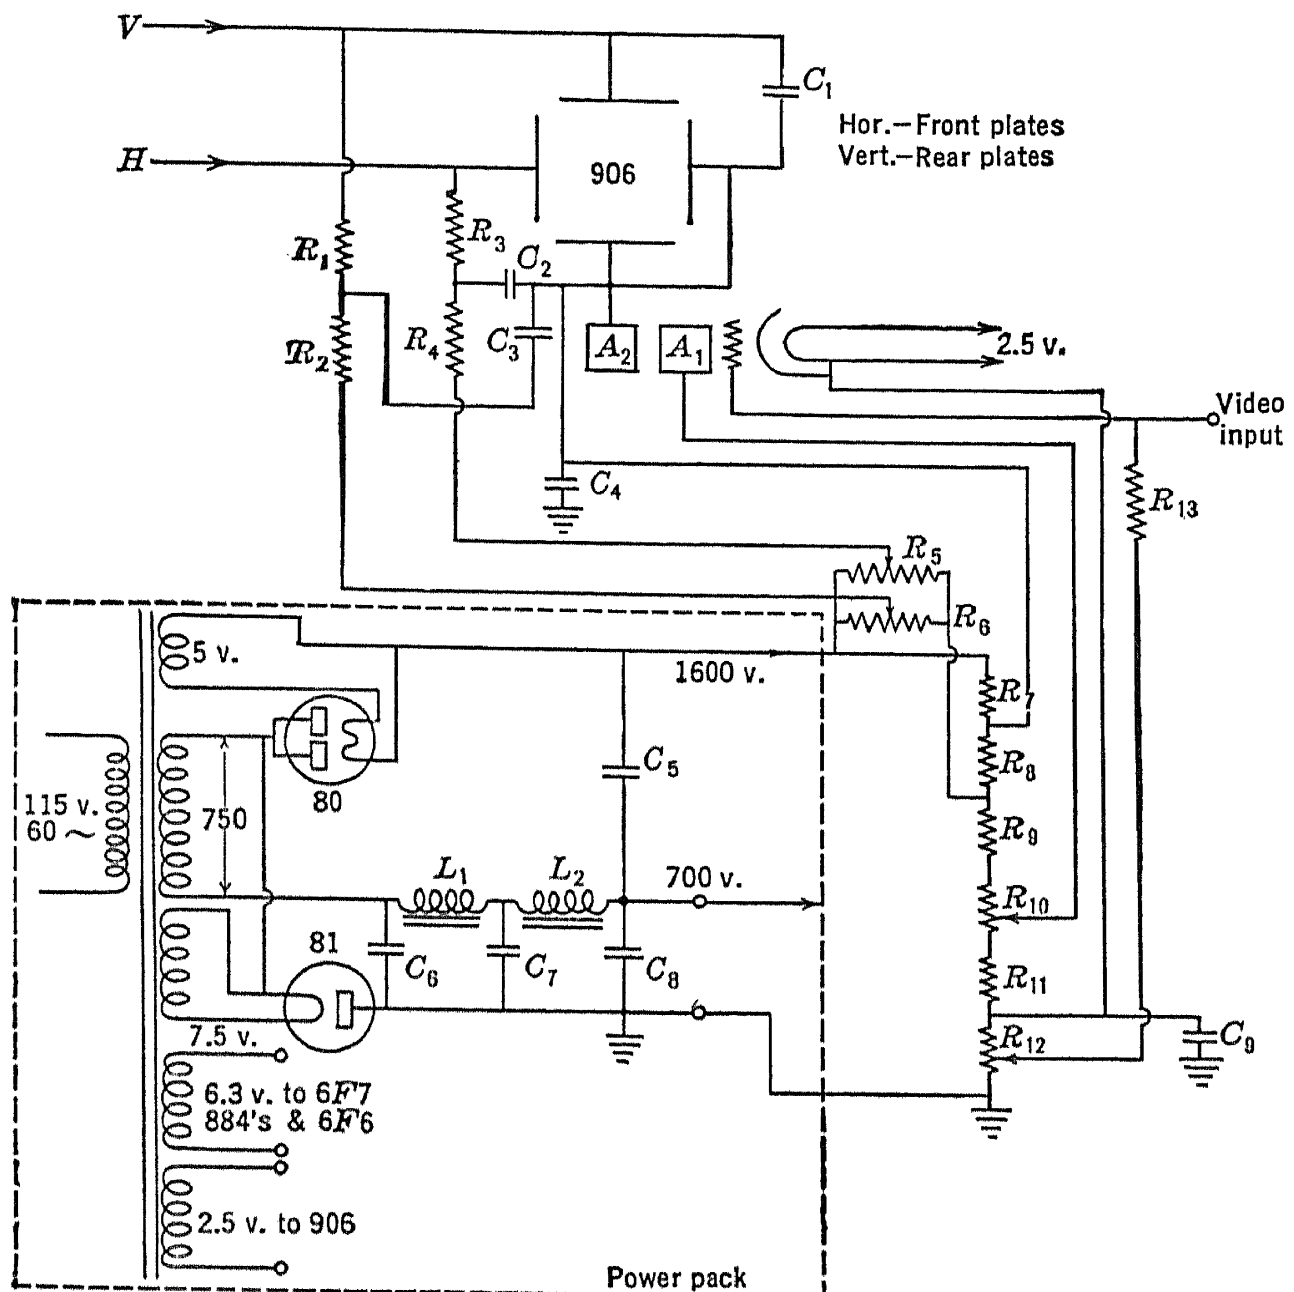 V
C₁
Hor.—Front plates
Vert.—Rear plates
H
906
R₁
R₃
C₂
R₂
R₄
C₃
A₂
A₁
2.5 v.
Video
input
C₄
R₁₃
R₅
R₆
5 v.
1600 v.
R₇
80
C₅
R₈
115 v.
60 ~
750
R₉
L₁
L₂
700 v.
R₁₀
81
C₆
C₇
C₈
R₁₁
7.5 v.
R₁₂
C₉
6.3 v. to 6F7
884's & 6F6
2.5 v. to 906
Power pack